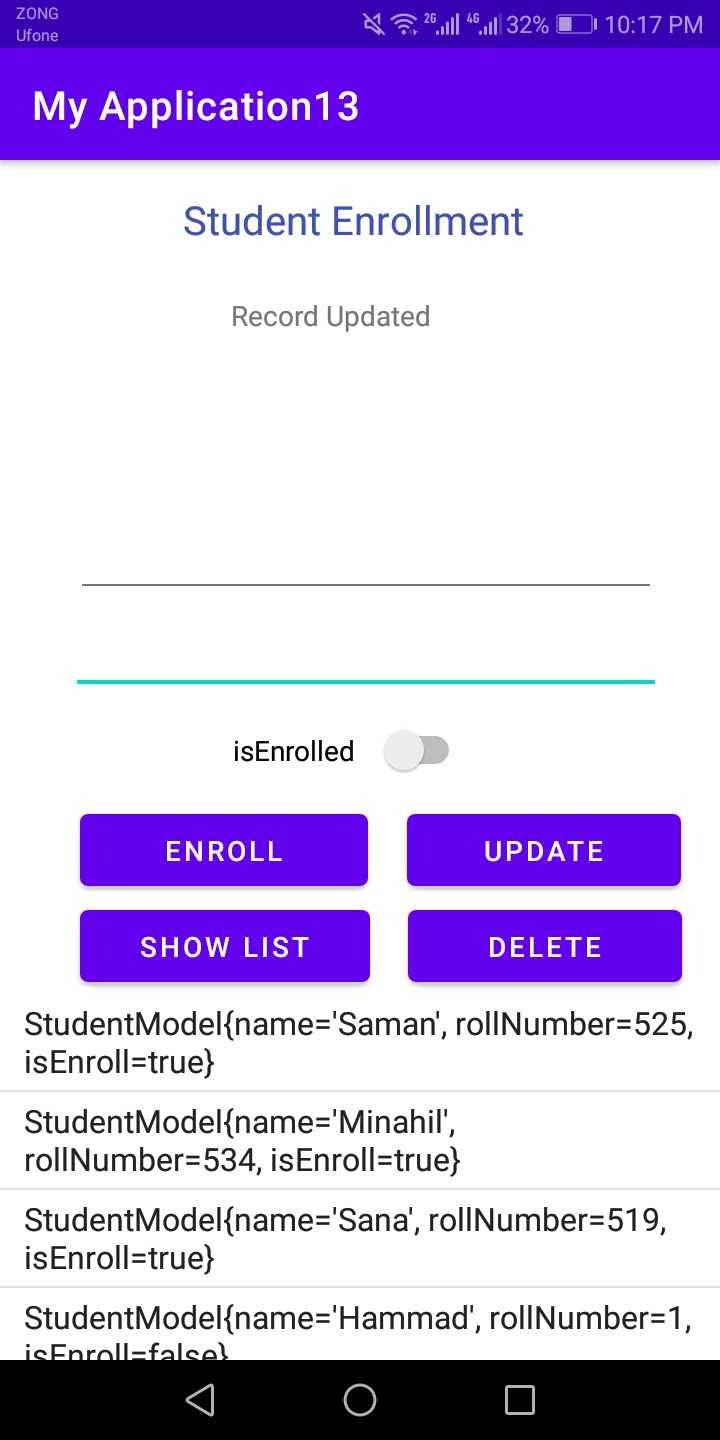 ZONG
Ufone
2G 4G 32% 10:17 PM
My Application13
Student Enrollment
Record Updated
isEnrolled
ENROLL UPDATE
SHOW LIST DELETE
StudentModel{name='Saman', rollNumber=525,
isEnroll=true}
StudentModel{name='Minahil',
rollNumber=534, isEnroll=true}
StudentModel{name='Sana', rollNumber=519,
isEnroll=true}
StudentModel{name='Hammad', rollNumber=1,
isEnroll=false}